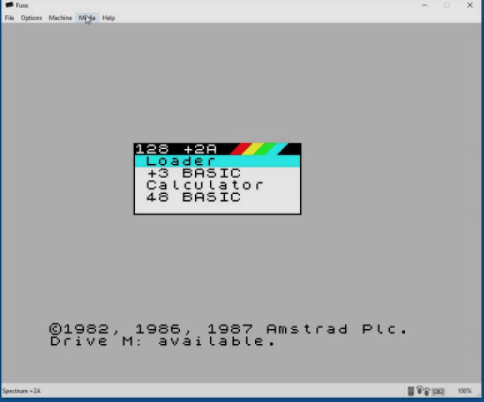 Fuse
File Options Machine Media Help
128 +2A
Loader
+3 BASIC
Calculator
48 BASIC
©1982, 1986, 1987 Amstrad Plc.
Drive M: available.
Spectrum +2A
100%